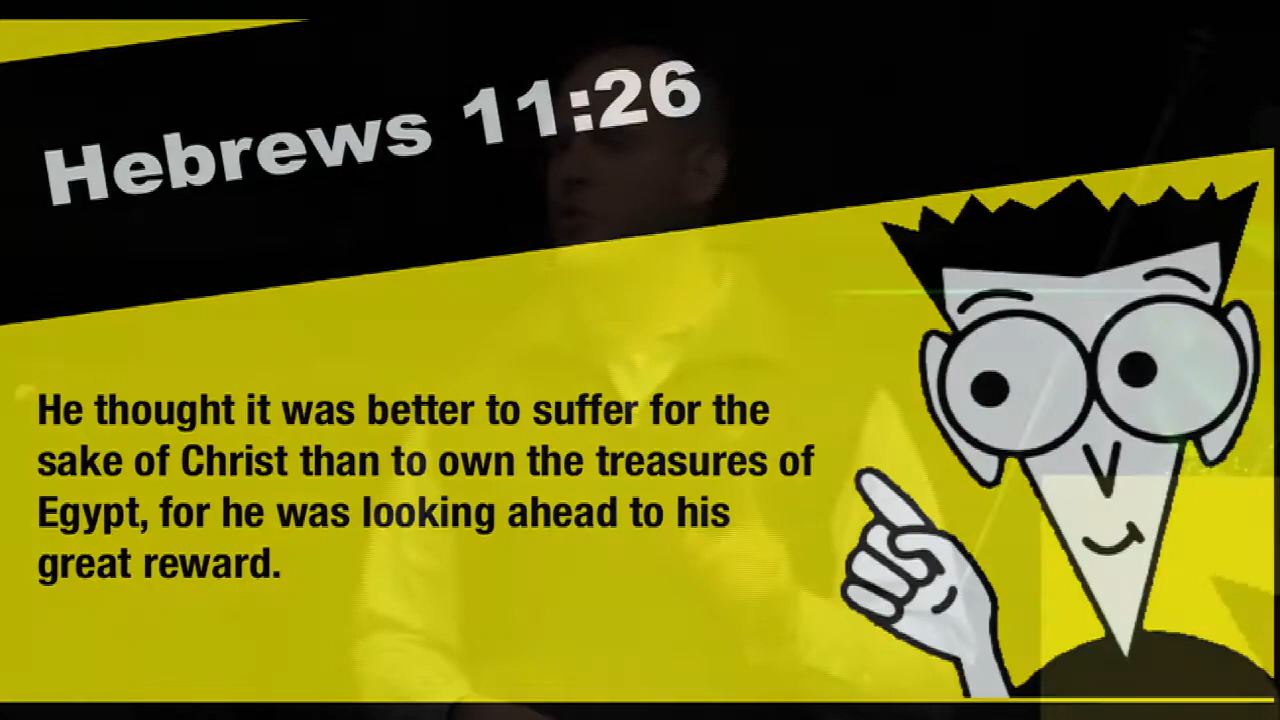 Hebrews 11:26
He thought it was better to suffer for the
sake of Christ than to own the treasures of
Egypt, for he was looking ahead to his
great reward.